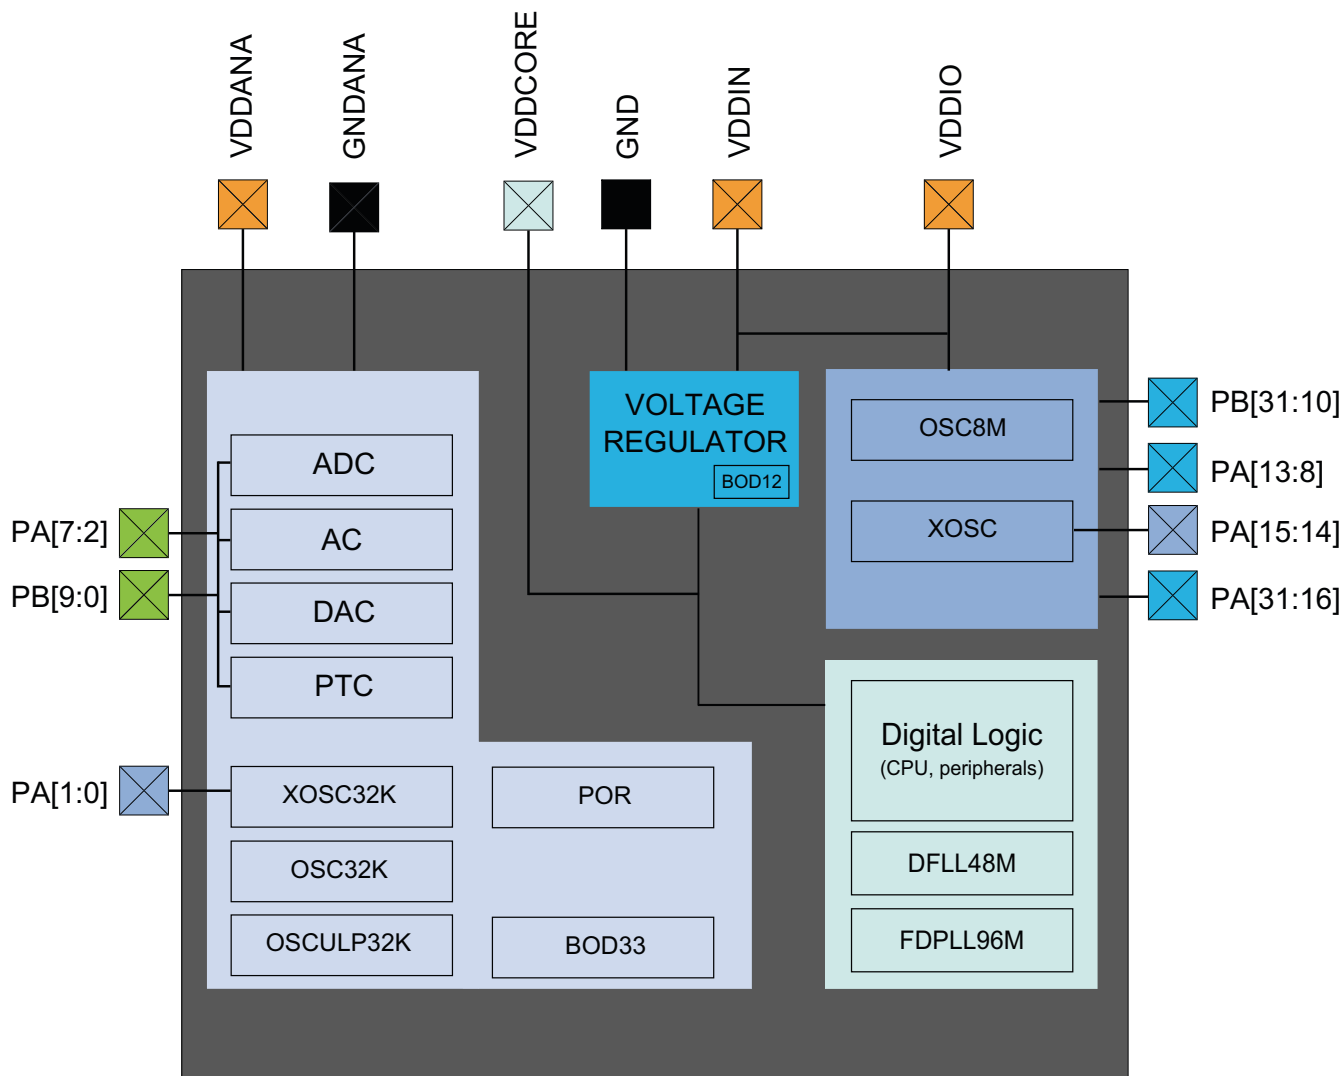 VDDANA
GNDANA
VDDCORE
GND
VDDIN
VDDIO
VOLTAGE
REGULATOR
BOD12
OSC8M
XOSC
PB[31:10]
PA[13:8]
PA[15:14]
PA[31:16]
ADC
AC
DAC
PTC
PA[7:2]
PB[9:0]
PA[1:0]
XOSC32K
OSC32K
OSCULP32K
POR
BOD33
Digital Logic
(CPU, peripherals)
DFLL48M
FDPLL96M